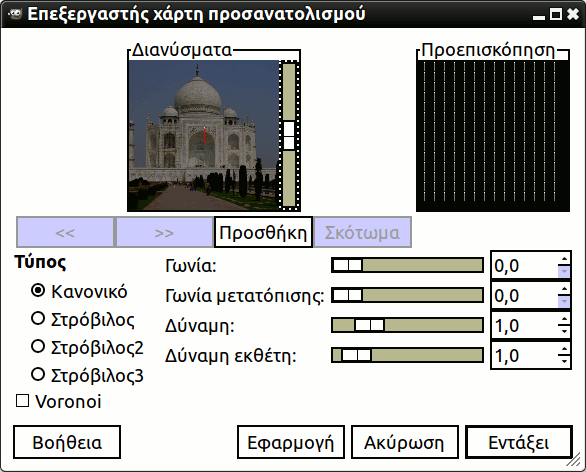 Επεξεργαστής χάρτη προσανατολισμού
Διανύσματα
Προεπισκόπηση
<< >> Προσθήκη Σκότωμα
Τύπος
Κανονικό
Στρόβιλος
Στρόβιλος2
Στρόβιλος3
Voronoi
Γωνία: 0,0
Γωνία μετατόπισης: 0,0
Δύναμη: 1,0
Δύναμη εκθέτη: 1,0
Βοήθεια Εφαρμογή Ακύρωση Εντάξει